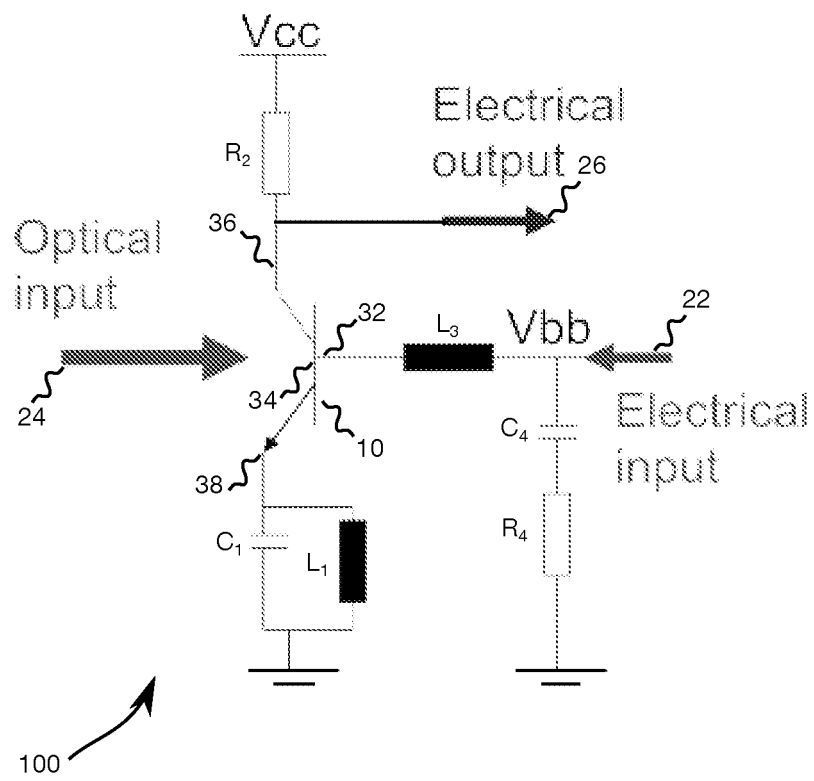 Vcc
Electrical
output
R₂
26
36
Optical
input
32
L₃
Vbb
22
24
34
10
C₄
Electrical
input
38
C₁
L₁
R₄
100